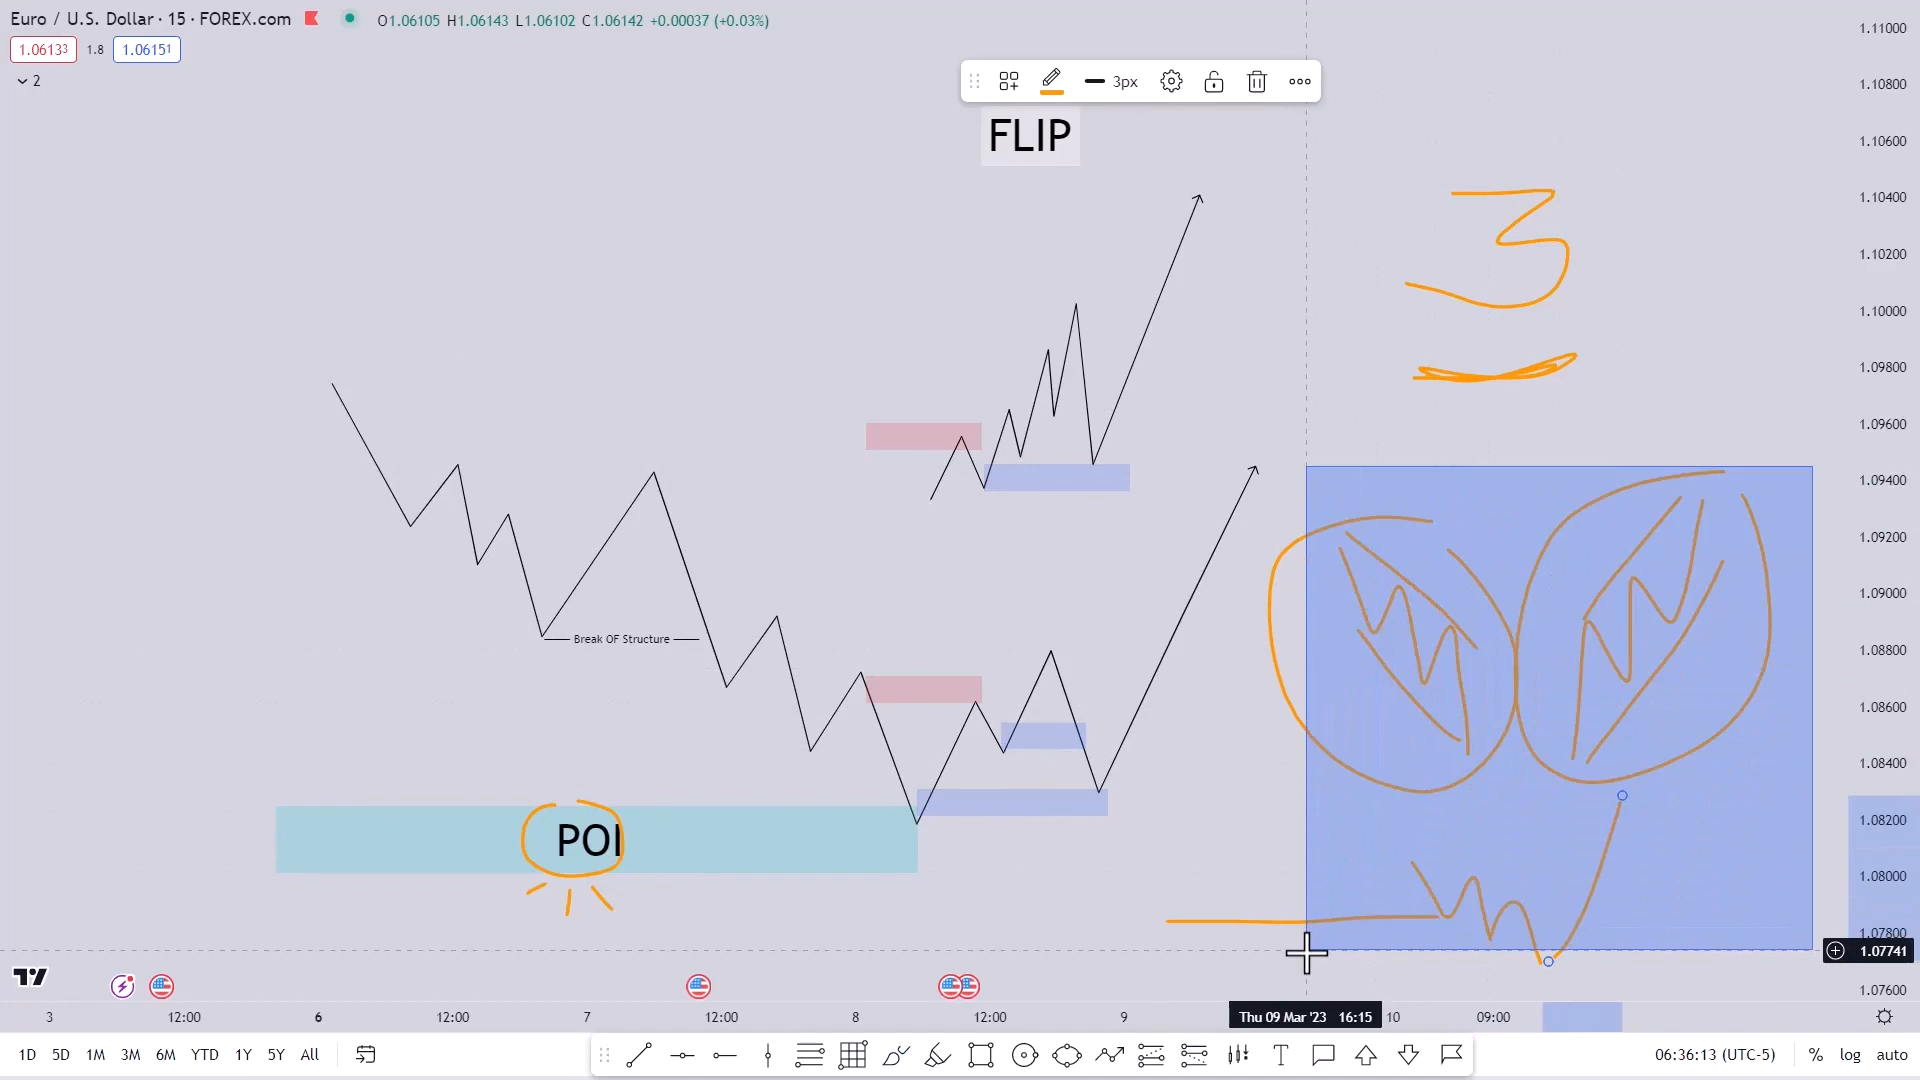 Euro / U.S. Dollar · 15 · FOREX.com O1.06105 H1.06143 L1.06102 C1.06142 +0.00037 (+0.03%)
1.06133 1.8 1.06151
2
3px
FLIP
3
Break OF Structure
POI
1.11000
1.10800
1.10600
1.10400
1.10200
1.10000
1.09800
1.09600
1.09400
1.09200
1.09000
1.08800
1.08600
1.08400
1.08200
1.08000
1.07800
1.07741
1.07600
3 12:00 6 12:00 7 12:00 8 12:00 9 Thu 09 Mar '23 16:15 10 09:00
1D 5D 1M 3M 6M YTD 1Y 5Y All
06:36:13 (UTC-5) % log auto